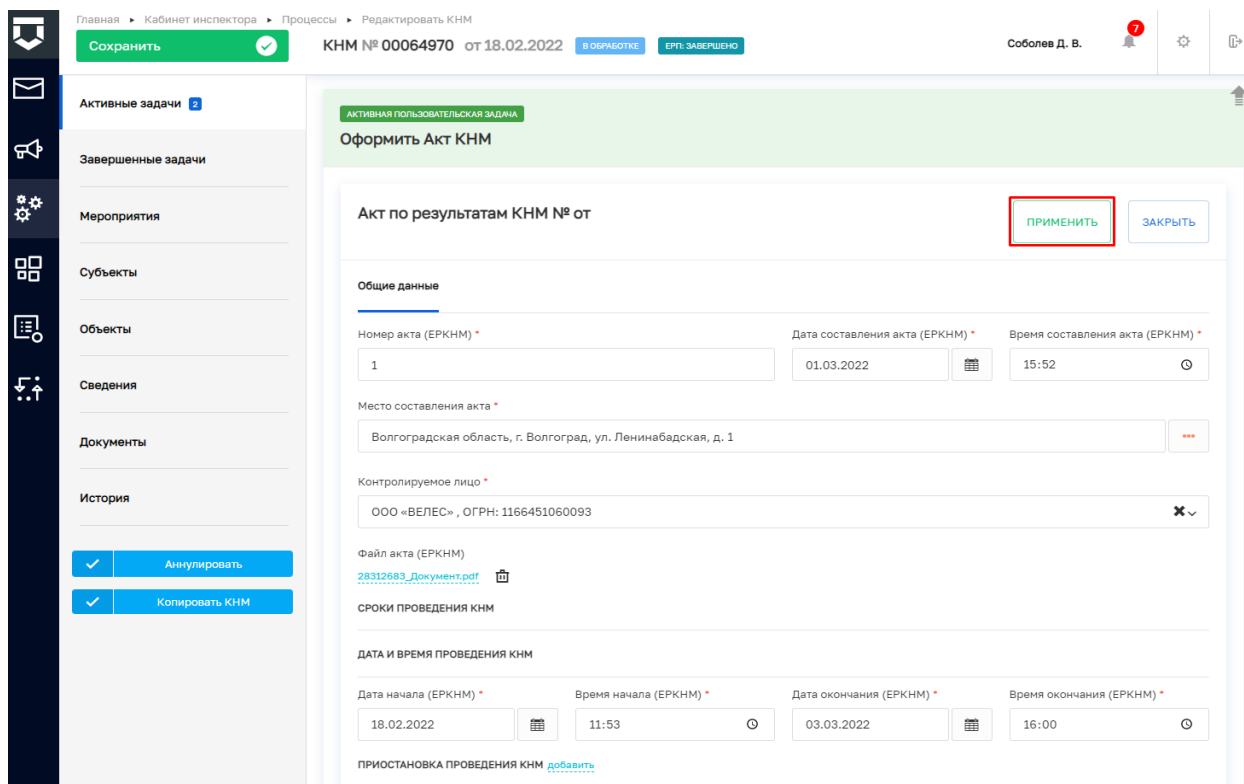 Главная ▸ Кабинет инспектора ▸ Процессы ▸ Редактировать КНМ
Сохранить
КНМ № 00064970 от 18.02.2022 В ОБРАБОТКЕ ЕРП: ЗАВЕРШЕНО
Соболев Д. В.
7
Активные задачи 2
Завершенные задачи
Мероприятия
Субъекты
Объекты
Сведения
Документы
История
Аннулировать
Копировать КНМ
АКТИВНАЯ ПОЛЬЗОВАТЕЛЬСКАЯ ЗАДАЧА
Оформить Акт КНМ
Акт по результатам КНМ № от
ПРИМЕНИТЬ
ЗАКРЫТЬ
Общие данные
Номер акта (ЕРКНМ) * Дата составления акта (ЕРКНМ) * Время составления акта (ЕРКНМ) *
1 01.03.2022 15:52
Место составления акта *
Волгоградская область, г. Волгоград, ул. Ленинабадская, д. 1
Контролируемое лицо *
ООО «ВЕЛЕС» , ОГРН: 1166451060093
Файл акта (ЕРКНМ)
28312683_Документ.pdf
СРОКИ ПРОВЕДЕНИЯ КНМ
ДАТА И ВРЕМЯ ПРОВЕДЕНИЯ КНМ
Дата начала (ЕРКНМ) * Время начала (ЕРКНМ) * Дата окончания (ЕРКНМ) * Время окончания (ЕРКНМ) *
18.02.2022 11:53 03.03.2022 16:00
ПРИОСТАНОВКА ПРОВЕДЕНИЯ КНМ добавить